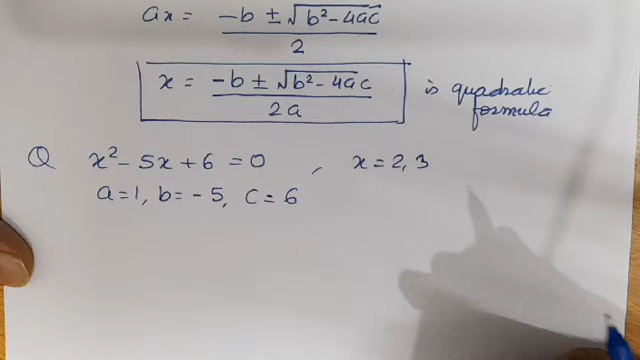 ax = (-b ± √(b² - 4ac)) / 2
x = (-b ± √(b² - 4ac)) / 2a is quadratic formula
Q x² - 5x + 6 = 0 , x = 2, 3
a = 1, b = - 5, c = 6